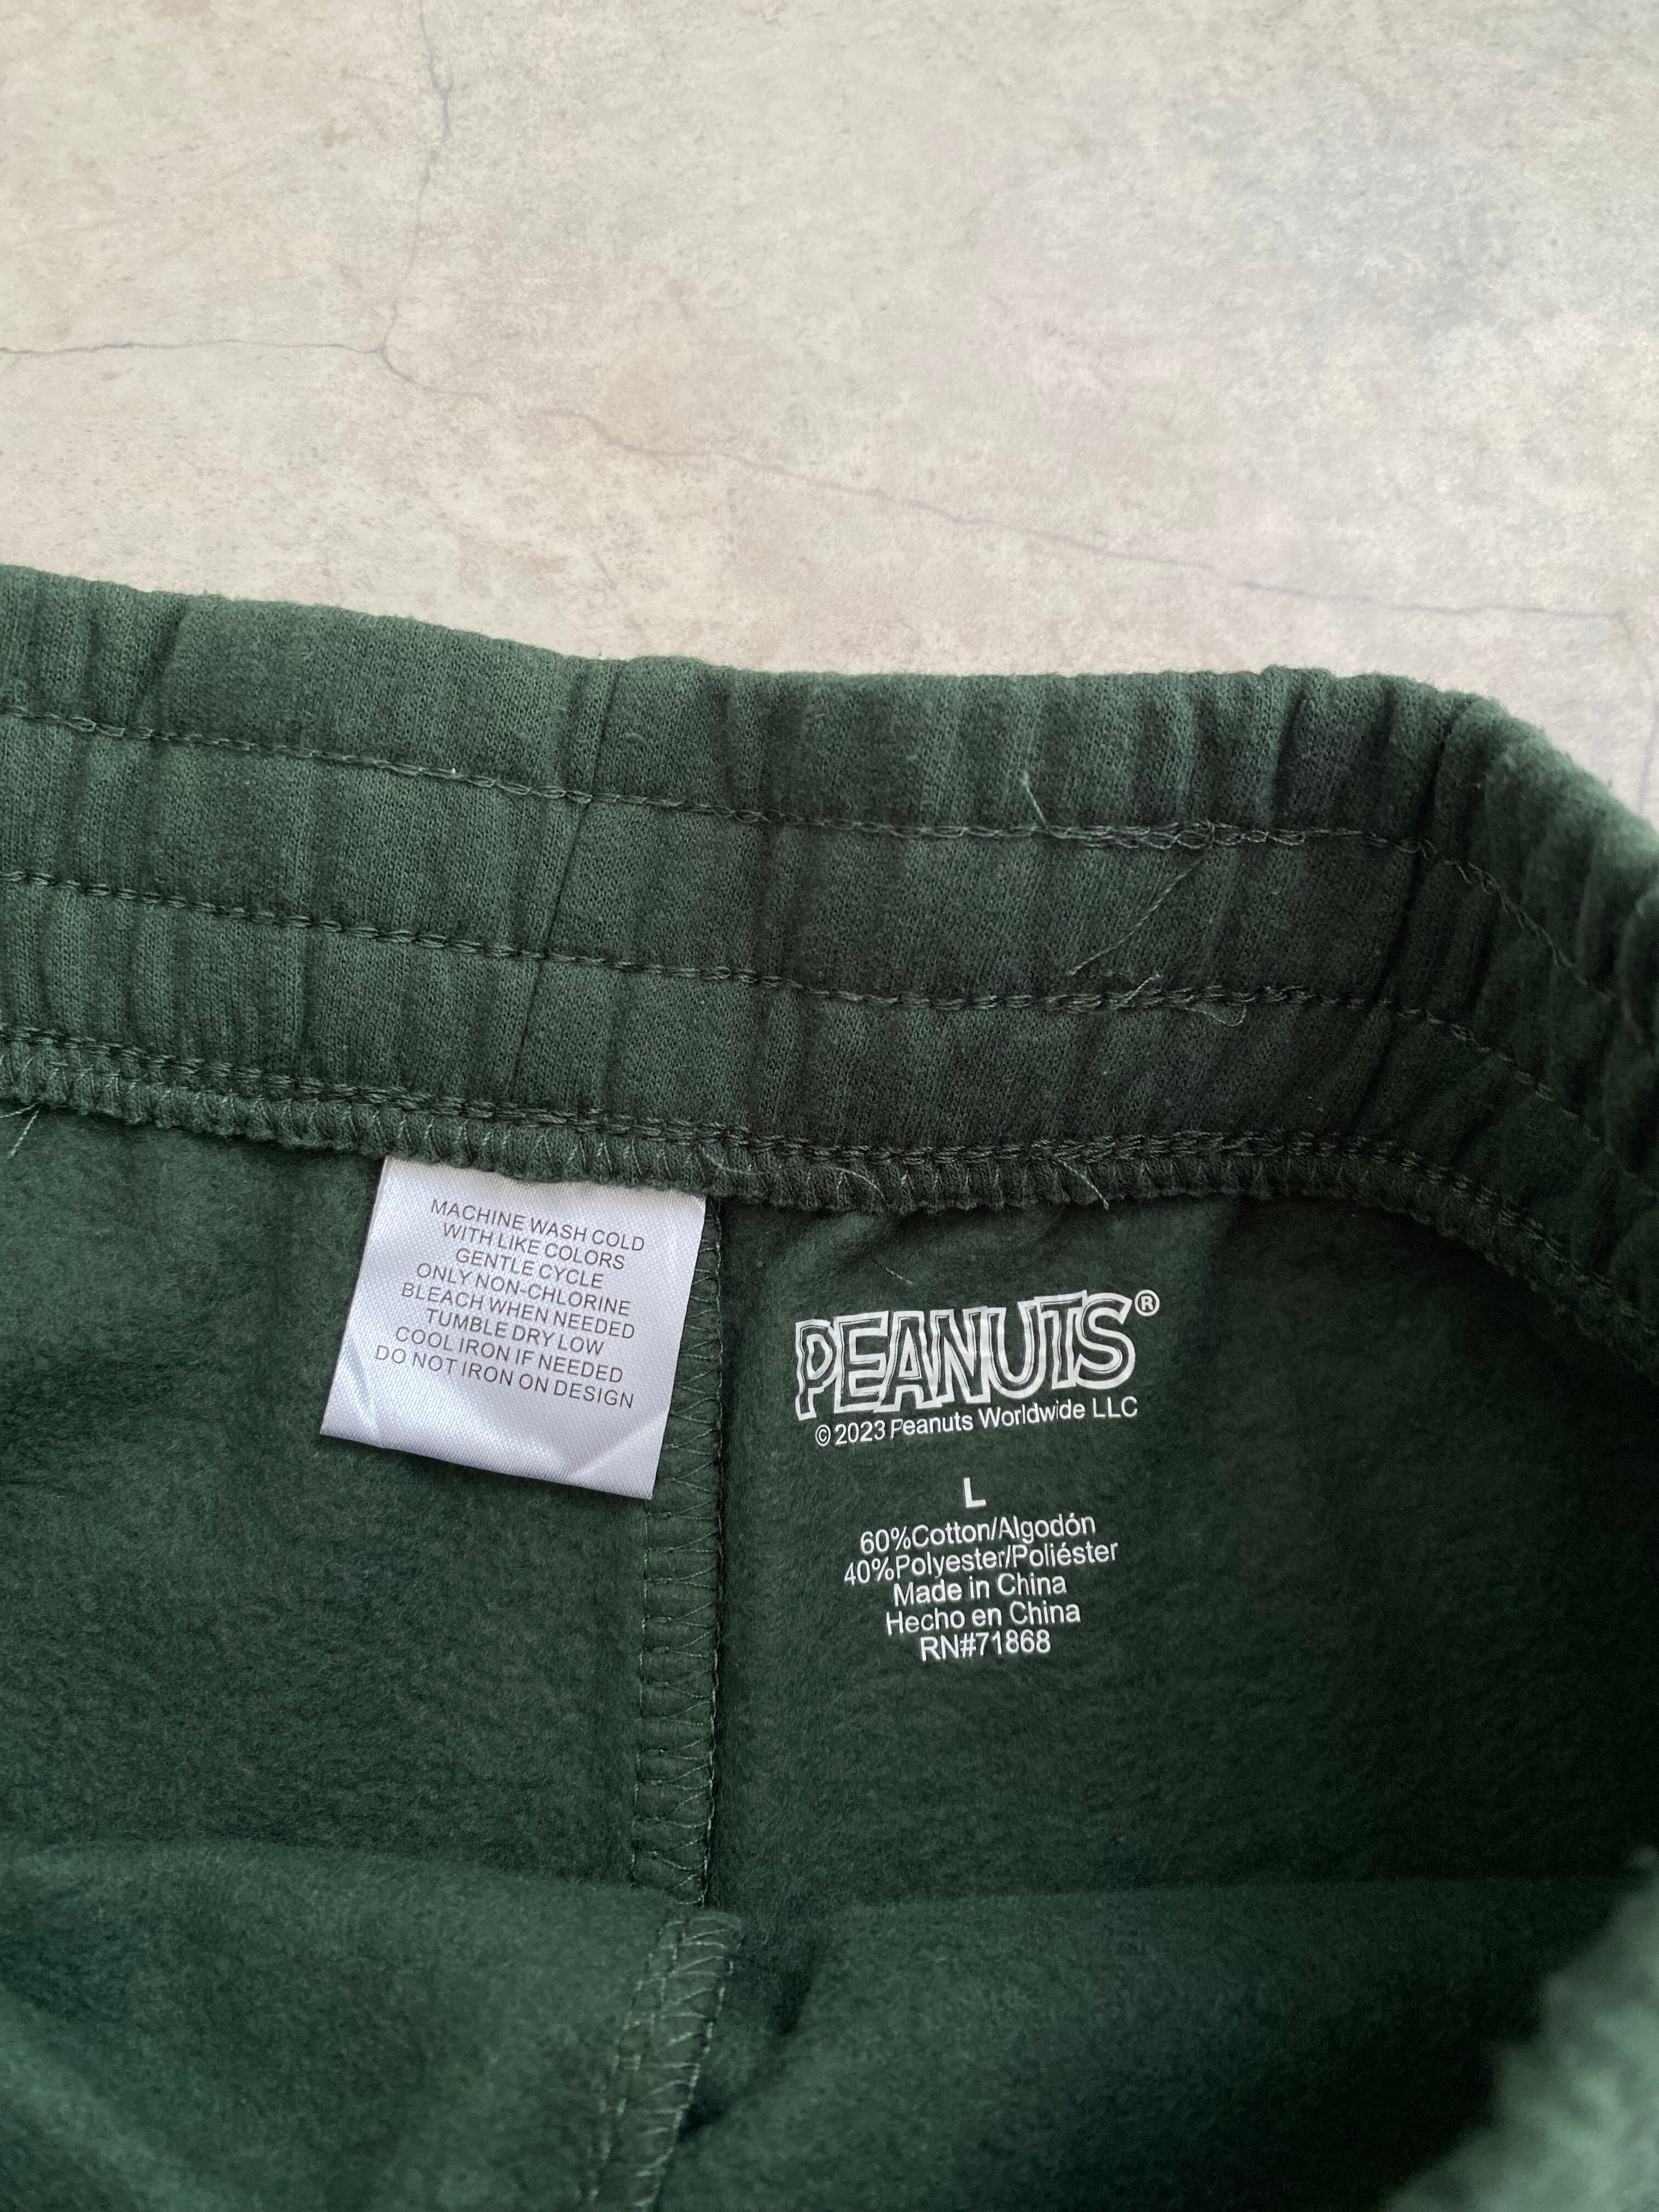 MACHINE WASH COLD
WITH LIKE COLORS
GENTLE CYCLE
ONLY NON-CHLORINE
BLEACH WHEN NEEDED
TUMBLE DRY LOW
COOL IRON IF NEEDED
DO NOT IRON ON DESIGN
PEANUTS®
©2023 Peanuts Worldwide LLC
L
60%Cotton/Algodón
40%Polyester/Poliéster
Made in China
Hecho en China
RN#71868